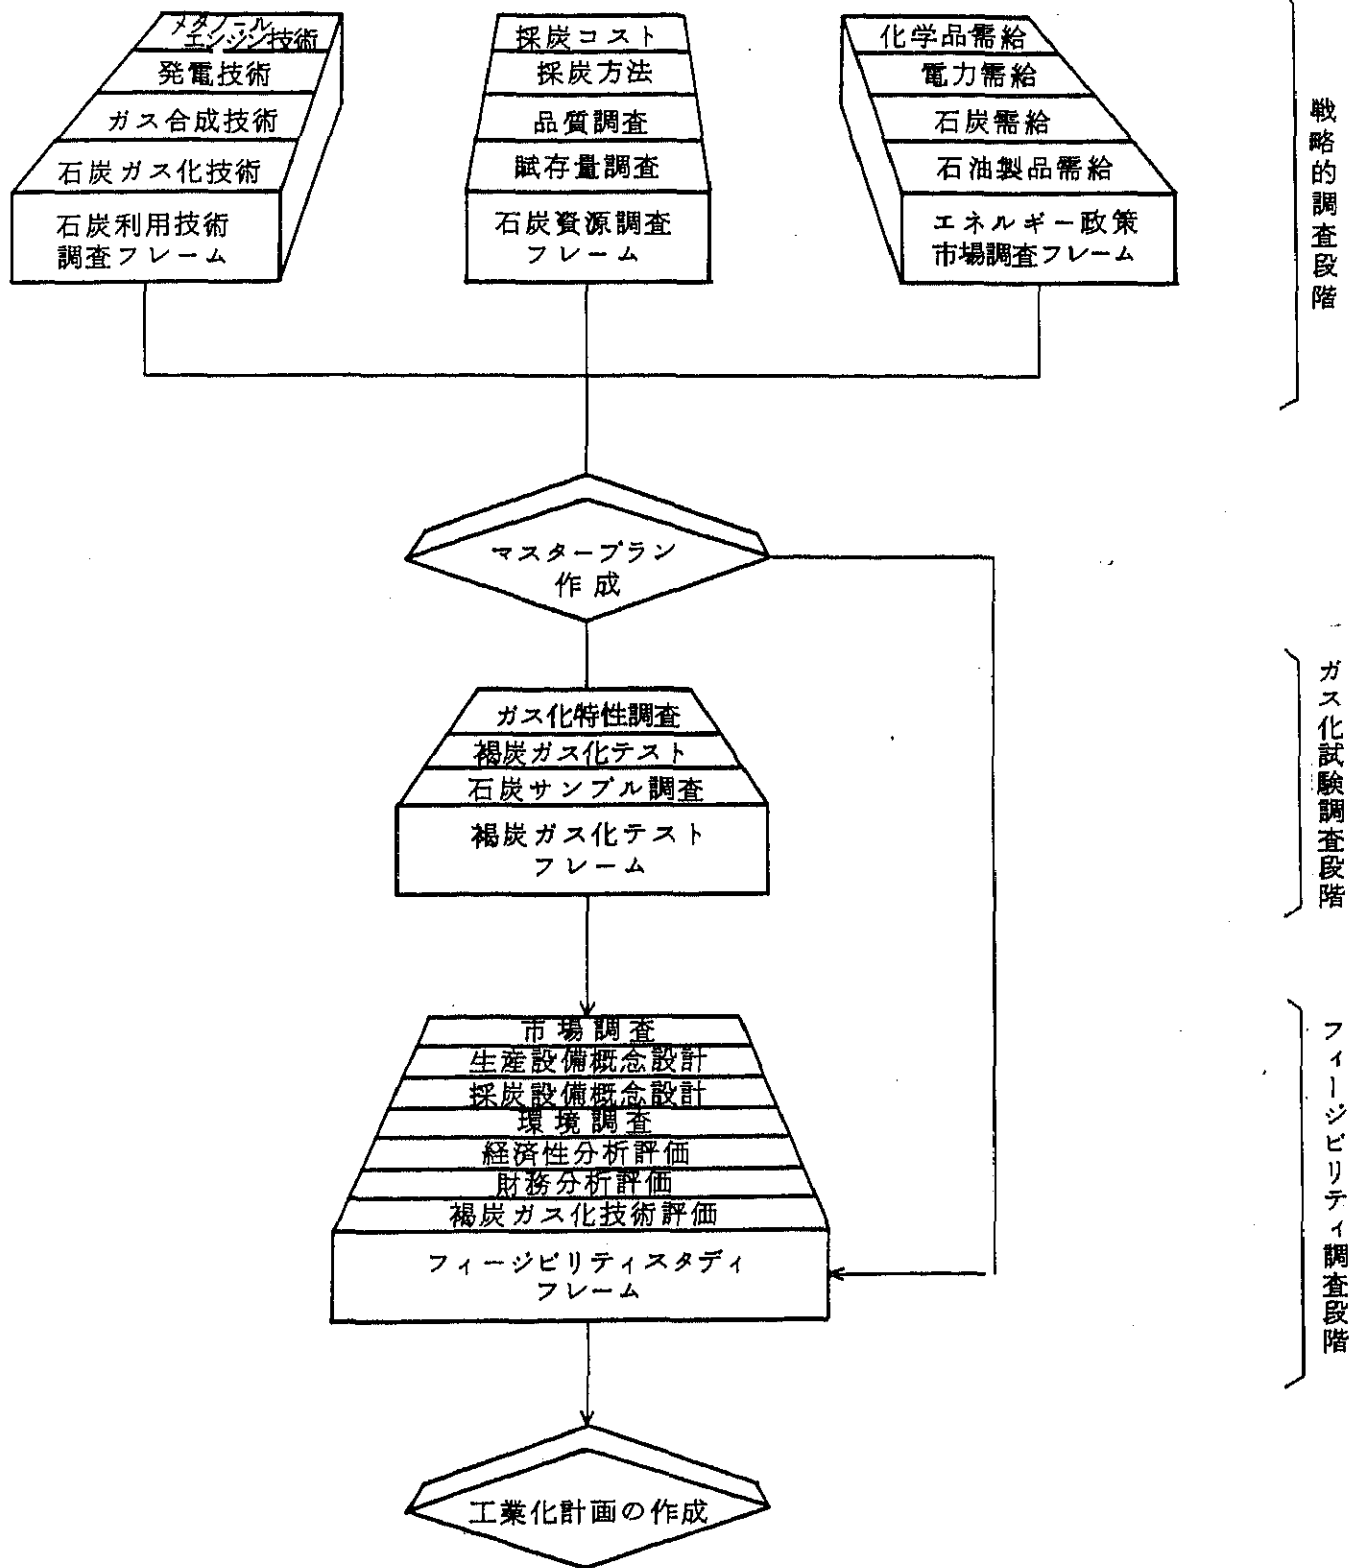 メタノール
エンジン技術
発電技術
ガス合成技術
石炭ガス化技術
石炭利用技術
調査フレーム
採炭コスト
採炭方法
品質調査
賦存量調査
石炭資源調査
フレーム
化学品需給
電力需給
石炭需給
石油製品需給
エネルギー政策
市場調査フレーム
戦略的調査段階
マスタープラン
作成
ガス化特性調査
褐炭ガス化テスト
石炭サンプル調査
褐炭ガス化テスト
フレーム
ガス化試験調査段階
市場調査
生産設備概念設計
採炭設備概念設計
環境調査
経済性分析評価
財務分析評価
褐炭ガス化技術評価
フィージビリティスタディ
フレーム
フィージビリティ調査段階
工業化計画の作成